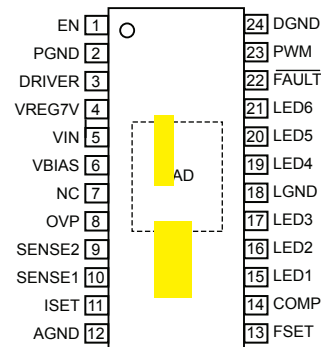 EN 1 24 DGND
PGND 2 23 PWM
DRIVER 3 22 FAULT
VREG7V 4 21 LED6
VIN 5 20 LED5
VBIAS 6 19 LED4
NC 7 18 LGND
OVP 8 17 LED3
SENSE2 9 16 LED2
SENSE1 10 15 LED1
ISET 11 14 COMP
AGND 12 13 FSET